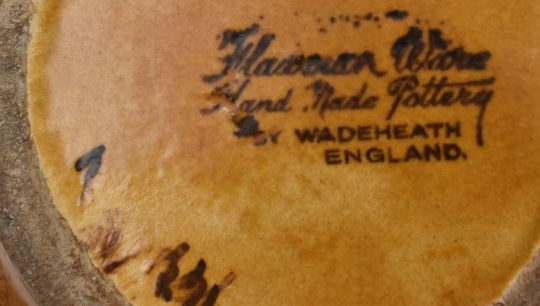 Flaxman Ware
Hand Made Pottery
BY WADEHEATH
ENGLAND.